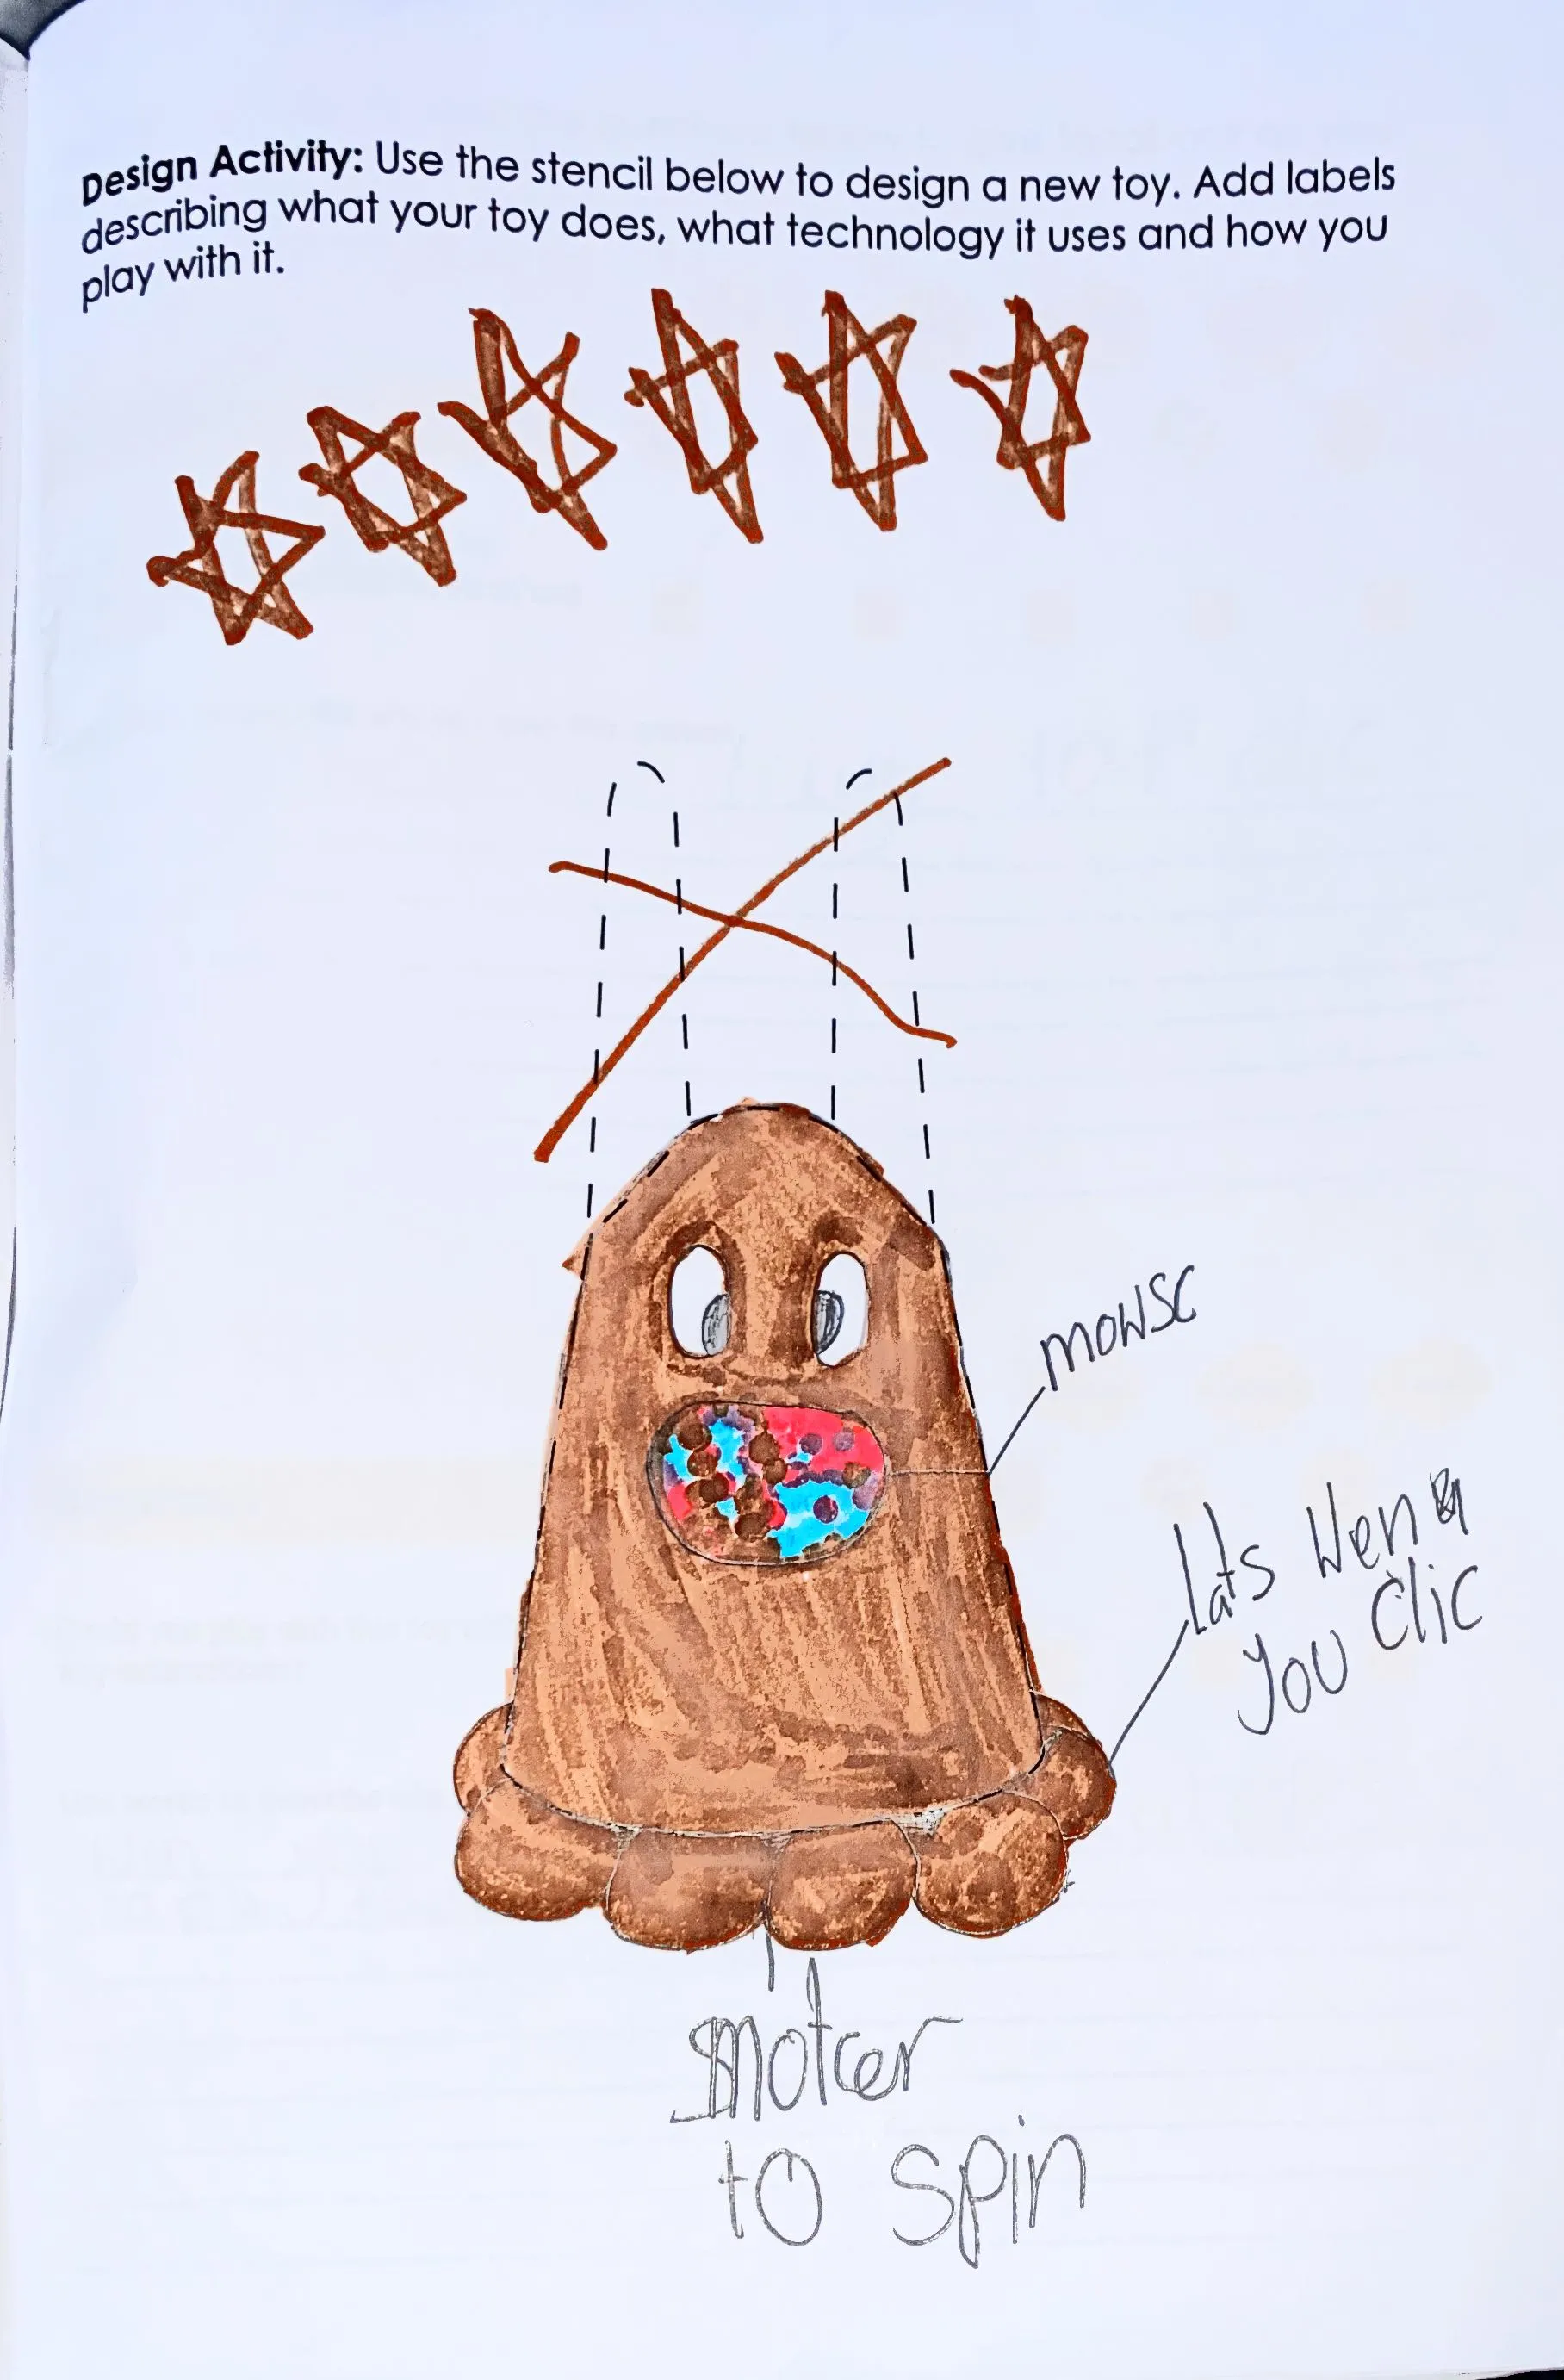 Design Activity: Use the stencil below to design a new toy. Add labels
describing what your toy does, what technology it uses and how you
play with it.
mowsc
lats Wen
you clic
motcer
to spin